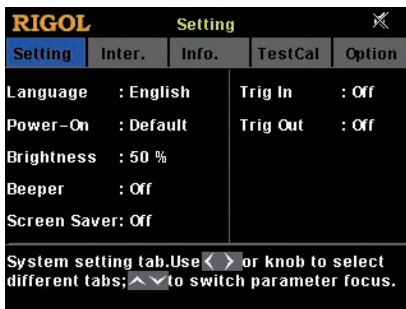 RIGOL Setting
Setting Inter. Info. TestCal Option
Language : English Trig In : Off
Power-On : Default Trig Out : Off
Brightness : 50 %
Beeper : Off
Screen Saver: Off
System setting tab.Use < > or knob to select
different tabs; ∧ ∨ to switch parameter focus.